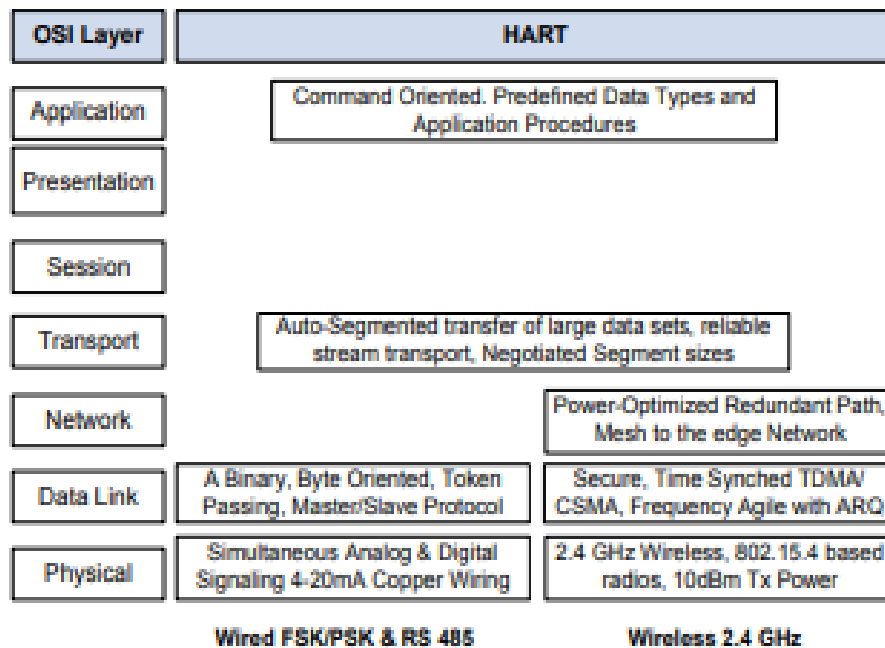 OSI Layer
HART
Application
Command Oriented. Predefined Data Types and
Application Procedures
Presentation
Session
Transport
Auto-Segmented transfer of large data sets, reliable
stream transport, Negotiated Segment sizes
Network
Power-Optimized Redundant Path,
Mesh to the edge Network
Data Link
A Binary, Byte Oriented, Token
Passing, Master/Slave Protocol
Secure, Time Synched TDMA/
CSMA, Frequency Agile with ARQ
Physical
Simultaneous Analog & Digital
Signaling 4-20mA Copper Wiring
2.4 GHz Wireless, 802.15.4 based
radios, 10dBm Tx Power
Wired FSK/PSK & RS 485
Wireless 2.4 GHz